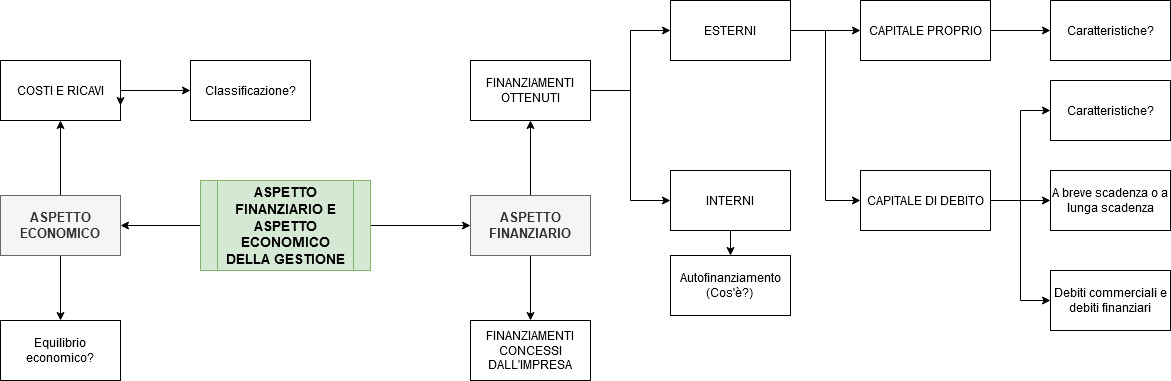 ESTERNI
CAPITALE PROPRIO
Caratteristiche?
COSTI E RICAVI
Classificazione?
FINANZIAMENTI
OTTENUTI
Caratteristiche?
ASPETTO
ECONOMICO
ASPETTO
FINANZIARIO E
ASPETTO
ECONOMICO
DELLA GESTIONE
ASPETTO
FINANZIARIO
INTERNI
CAPITALE DI DEBITO
A breve scadenza o a
lunga scadenza
Autofinanziamento
(Cos'è?)
Debiti commerciali e
debiti finanziari
Equilibrio
economico?
FINANZIAMENTI
CONCESSI
DALL'IMPRESA